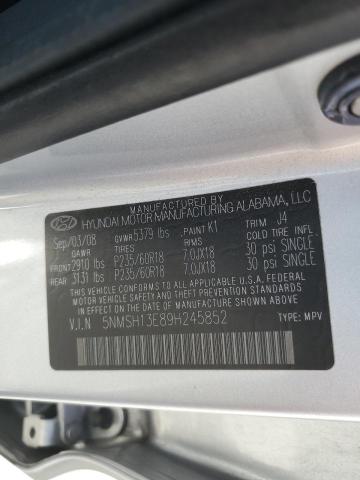 MANUFACTURED BY
HYUNDAI MOTOR MANUFACTURING ALABAMA, LLC
Sep/03/08 GVWR 5379 lbs PAINT K1 TRIM J4
GAWR TIRES RIMS COLD TIRE INFL.
FRONT 2910 lbs P235/60R18 7.0JX18 30 psi SINGLE
REAR 3131 lbs P235/60R18 7.0JX18 30 psi SINGLE
THIS VEHICLE CONFORMS TO ALL APPLICABLE U.S.
FEDERAL MOTOR VEHICLE SAFETY STANDARDS IN EFFECT
ON THE DATE OF MANUFACTURE SHOWN ABOVE.
V.I.N 5NMSH13E89H245852 TYPE: MPV